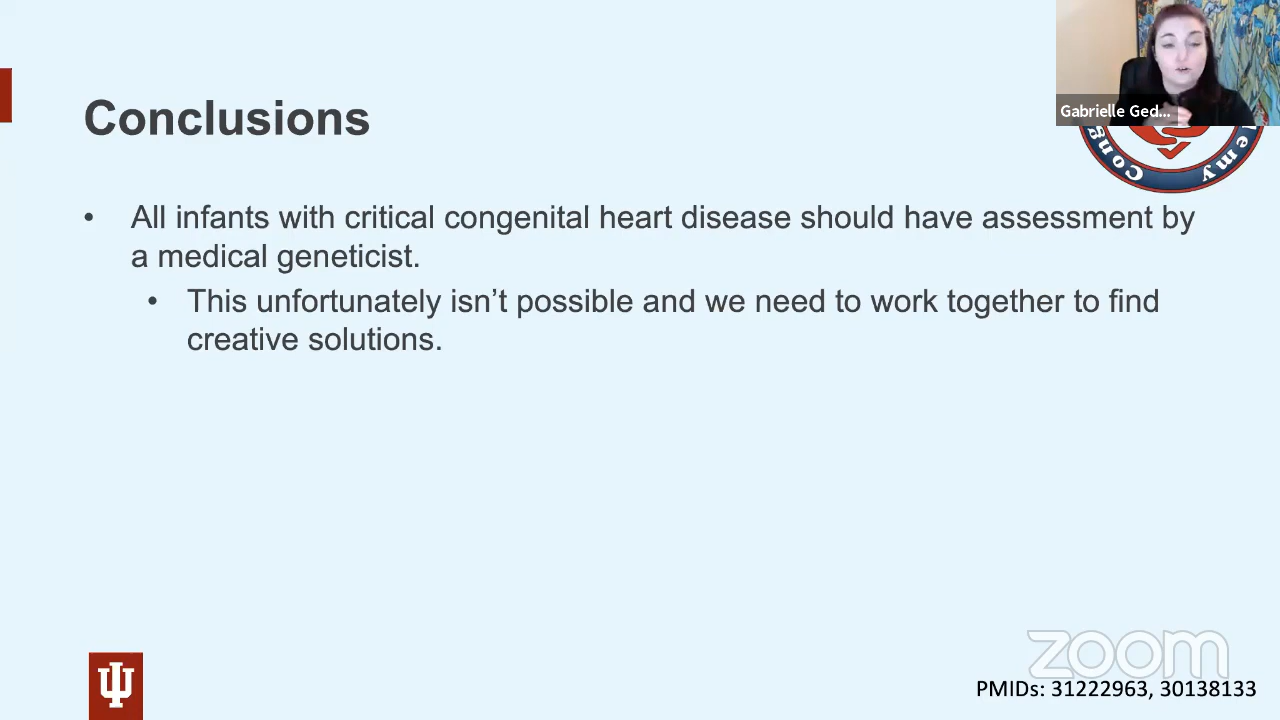 Gabrielle Ged...
Conclusions
• All infants with critical congenital heart disease should have assessment by
a medical geneticist.
• This unfortunately isn’t possible and we need to work together to find
creative solutions.
zoom
PMIDs: 31222963, 30138133